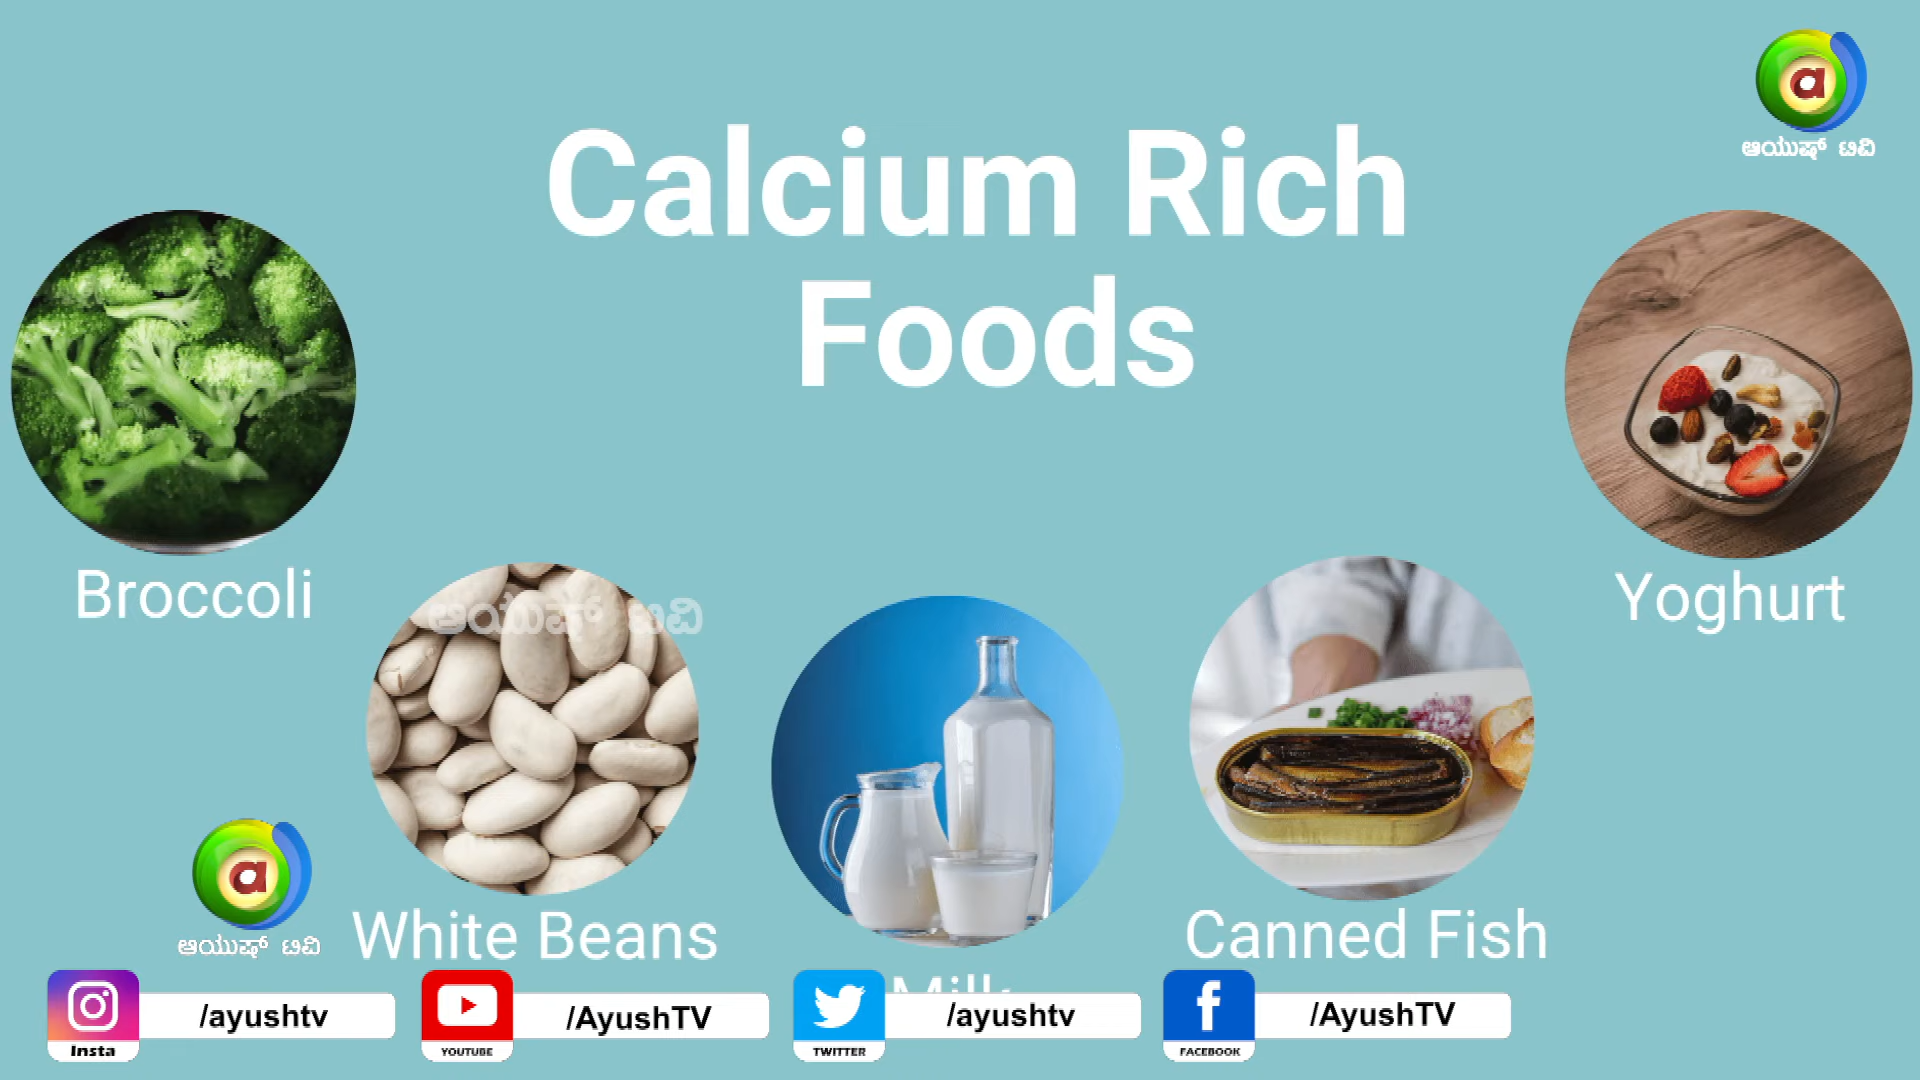 a
ಆಯುಷ್ ಟಿವಿ
Calcium Rich
Foods
Broccoli
Yoghurt
ಆಯುಷ್ ಟಿವಿ
a
ಆಯುಷ್ ಟಿವಿ
White Beans
Canned Fish
Milk
/ayushtv
/AyushTV
/ayushtv
/AyushTV
Insta
YOUTUBE
TWITTER
f
FACEBOOK